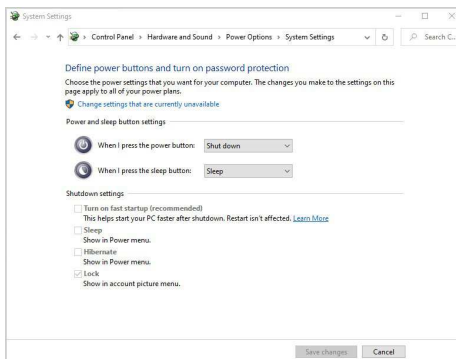 System Settings
Control Panel › Hardware and Sound › Power Options › System Settings
Search C...
Define power buttons and turn on password protection
Choose the power settings that you want for your computer. The changes you make to the settings on this
page apply to all of your power plans.
Change settings that are currently unavailable
Power and sleep button settings
When I press the power button: Shut down
When I press the sleep button: Sleep
Shutdown settings
Turn on fast startup (recommended)
This helps start your PC faster after shutdown. Restart isn't affected. Learn More
Sleep
Show in Power menu.
Hibernate
Show in Power menu.
Lock
Show in account picture menu.
Save changes Cancel